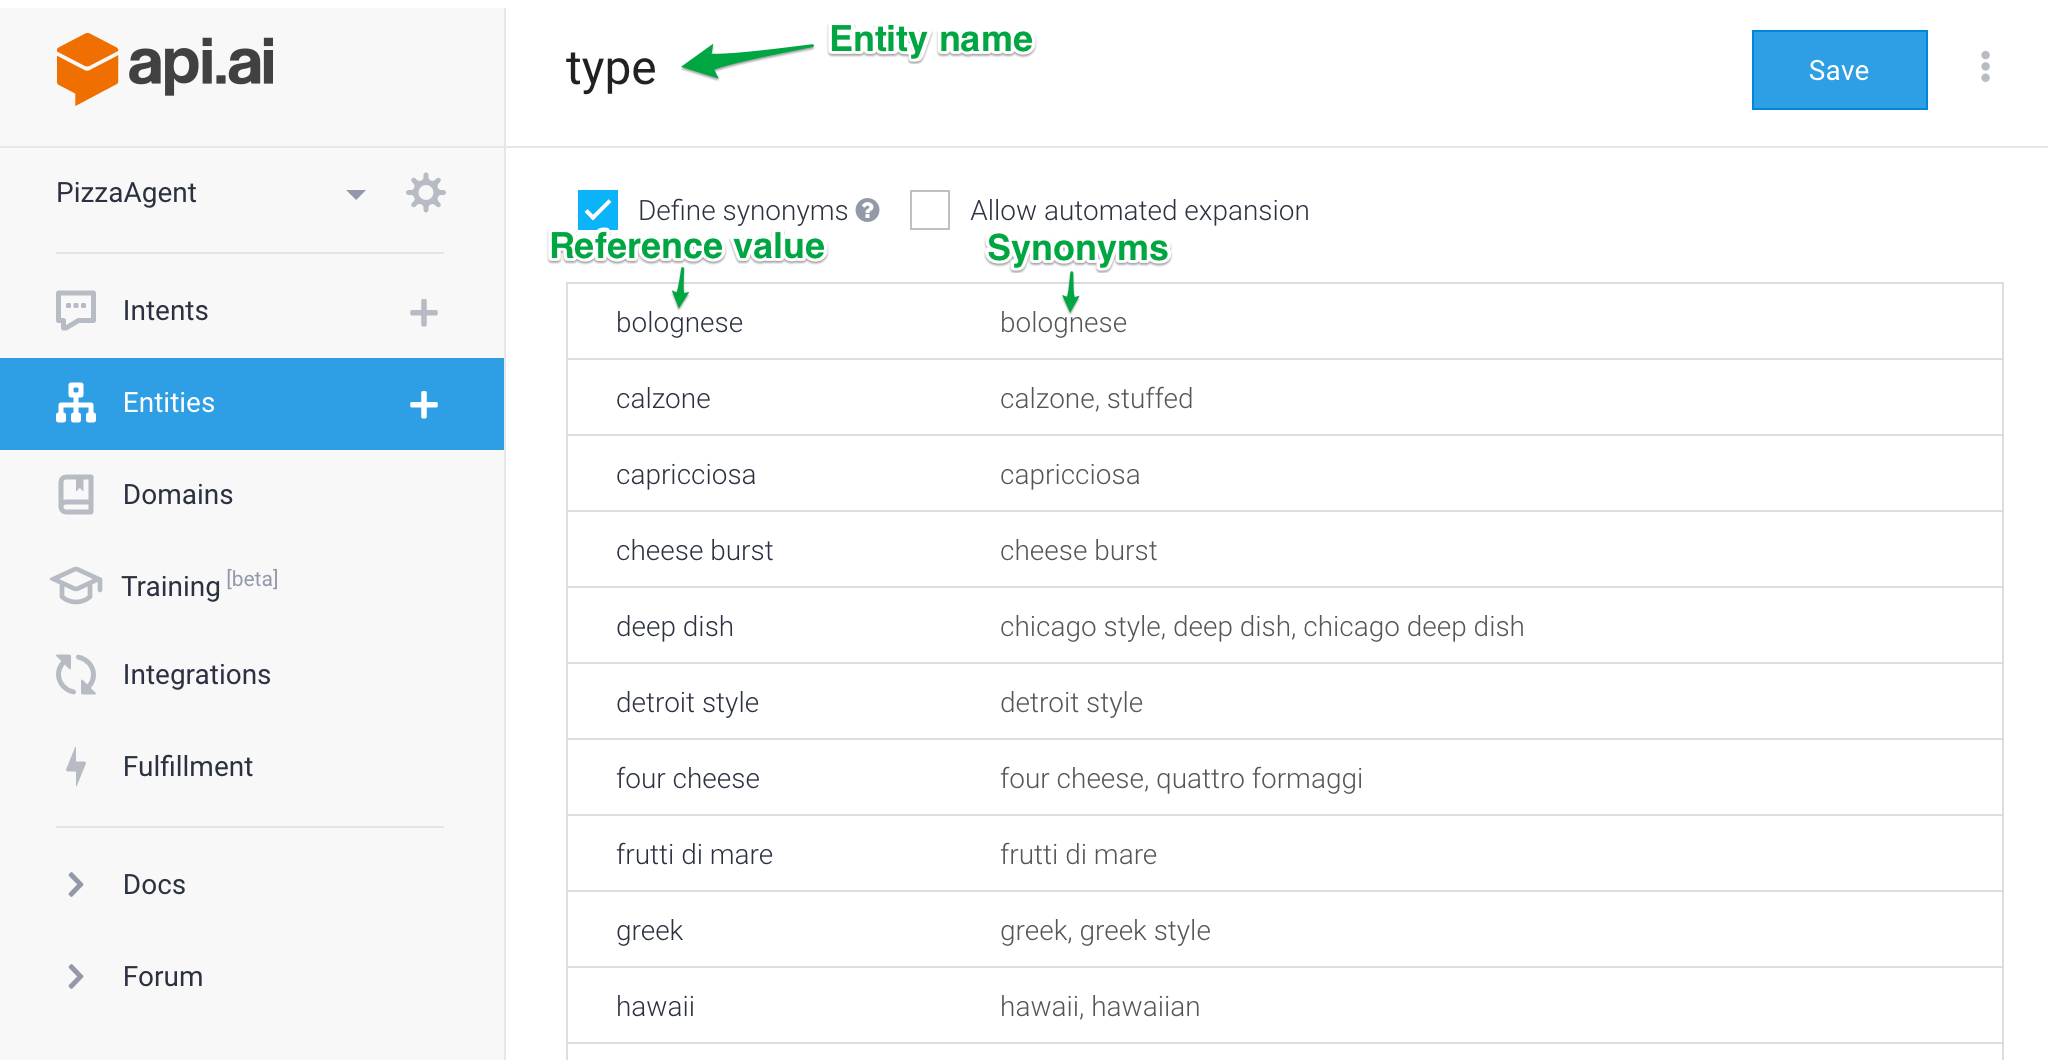 api.ai
type
Entity name
Save
PizzaAgent
Define synonyms ?
Allow automated expansion
Reference value
Synonyms
Intents
Entities
Domains
Training [beta]
Integrations
Fulfillment
Docs
Forum
bolognese bolognese
calzone calzone, stuffed
capricciosa capricciosa
cheese burst cheese burst
deep dish chicago style, deep dish, chicago deep dish
detroit style detroit style
four cheese four cheese, quattro formaggi
frutti di mare frutti di mare
greek greek, greek style
hawaii hawaii, hawaiian